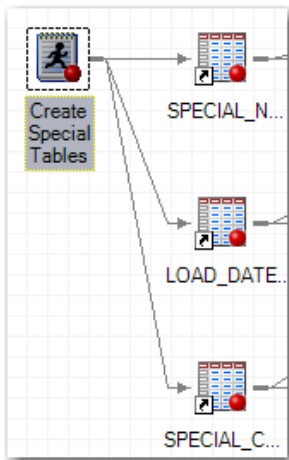 SPECIAL_N...
Create
Special
Tables
LOAD_DATE...
SPECIAL_C...